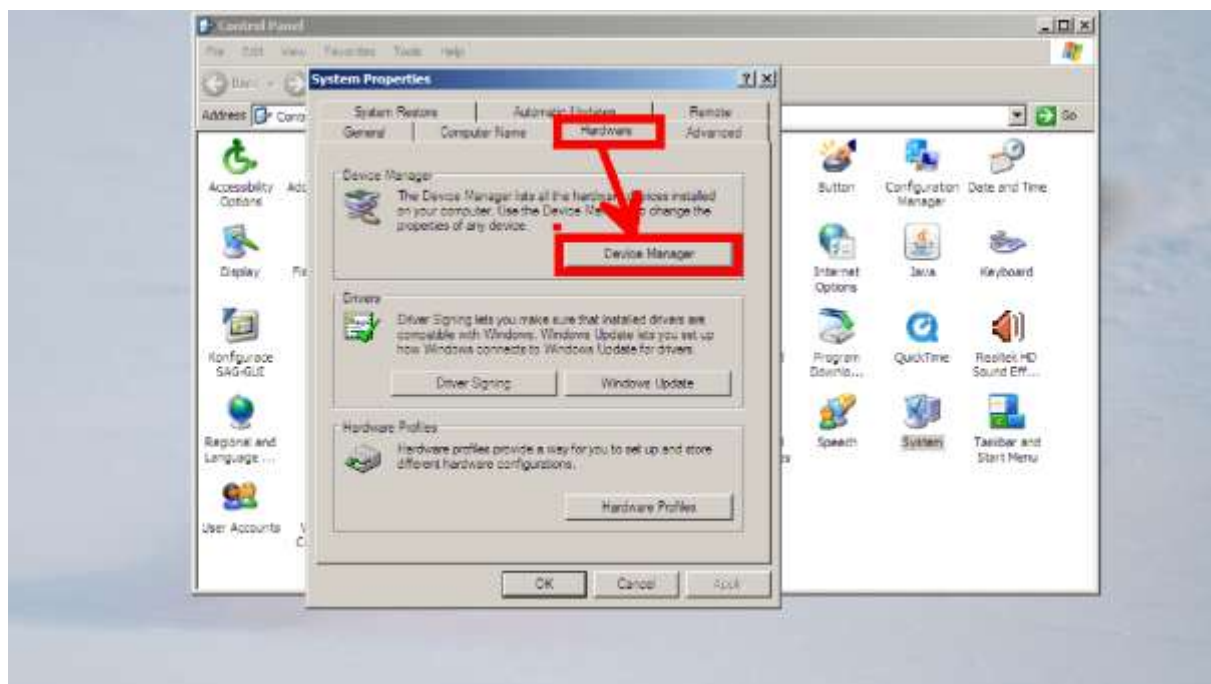 Control Panel
File Edit View Favorites Tools Help
Back
Address
Go
System Properties
System Restore
Automatic Updates
Remote
General
Computer Name
Hardware
Advanced
Device Manager
The Device Manager lists all the hardware devices installed
on your computer. Use the Device to change the
properties of any device.
Device Manager
Drivers
Driver Signing lets you make sure that installed drivers are
compatible with Windows. Windows Update lets you set up
how Windows connects to Windows Update for drivers.
Driver Signing
Windows Update
Hardware Profiles
Hardware profiles provide a way for you to set up and store
different hardware configurations.
Hardware Profiles
OK
Cancel
Apply
Accessibility
Options
Display
Konfigurace
SAG-GUI
Regional and
Language ...
User Accounts
Button
Configuration
Manager
Date and Time
Internet
Options
Java
Keyboard
Program
Downlo...
QuickTime
Realtek HD
Sound Eff...
Speech
System
Taskbar and
Start Menu